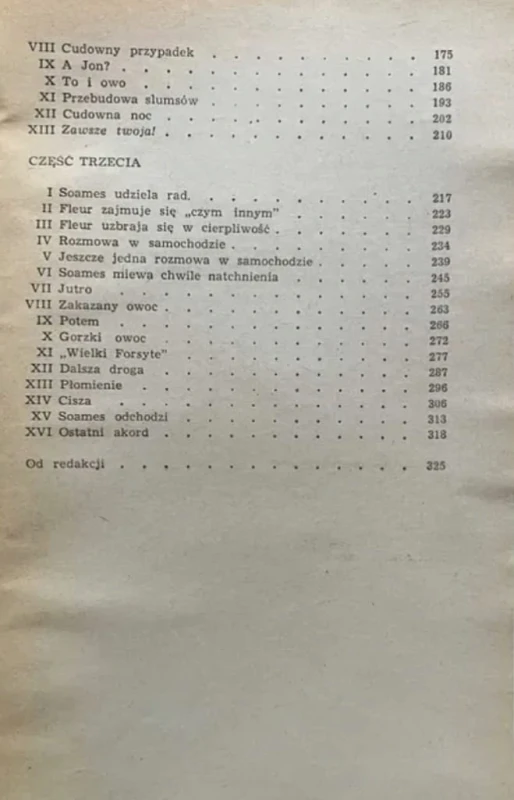 VIII Cudowny przypadek . . . . . . . . . . 175
IX A Jon? . . . . . . . . . . . . . 181
X To i owo . . . . . . . . . . . . 186
XI Przebudowa slumsów . . . . . . . . . . 193
XII Cudowna noc . . . . . . . . . . . 202
XIII Zawsze twoja! . . . . . . . . . . . 210
CZĘŚĆ TRZECIA
I Soames udziela rad. . . . . . . . . . . 217
II Fleur zajmuje się „czym innym” . . . . . . 223
III Fleur uzbraja się w cierpliwość . . . . . . . 229
IV Rozmowa w samochodzie . . . . . . . . . 234
V Jeszcze jedna rozmowa w samochodzie . . . . . 239
VI Soames miewa chwile natchnienia . . . . . . 245
VII Jutro . . . . . . . . . . . . . 255
VIII Zakazany owoc . . . . . . . . . . . . 263
IX Potem . . . . . . . . . . . . . 266
X Gorzki owoc . . . . . . . . . . . 272
XI „Wielki Forsyte” . . . . . . . . . . . 277
XII Dalsza droga . . . . . . . . . . . 287
XIII Płomienie . . . . . . . . . . . . 296
XIV Cisza . . . . . . . . . . . . . 306
XV Soames odchodzi . . . . . . . . . . . 313
XVI Ostatni akord . . . . . . . . . . . 318
Od redakcji . . . . . . . . . . . . . 325